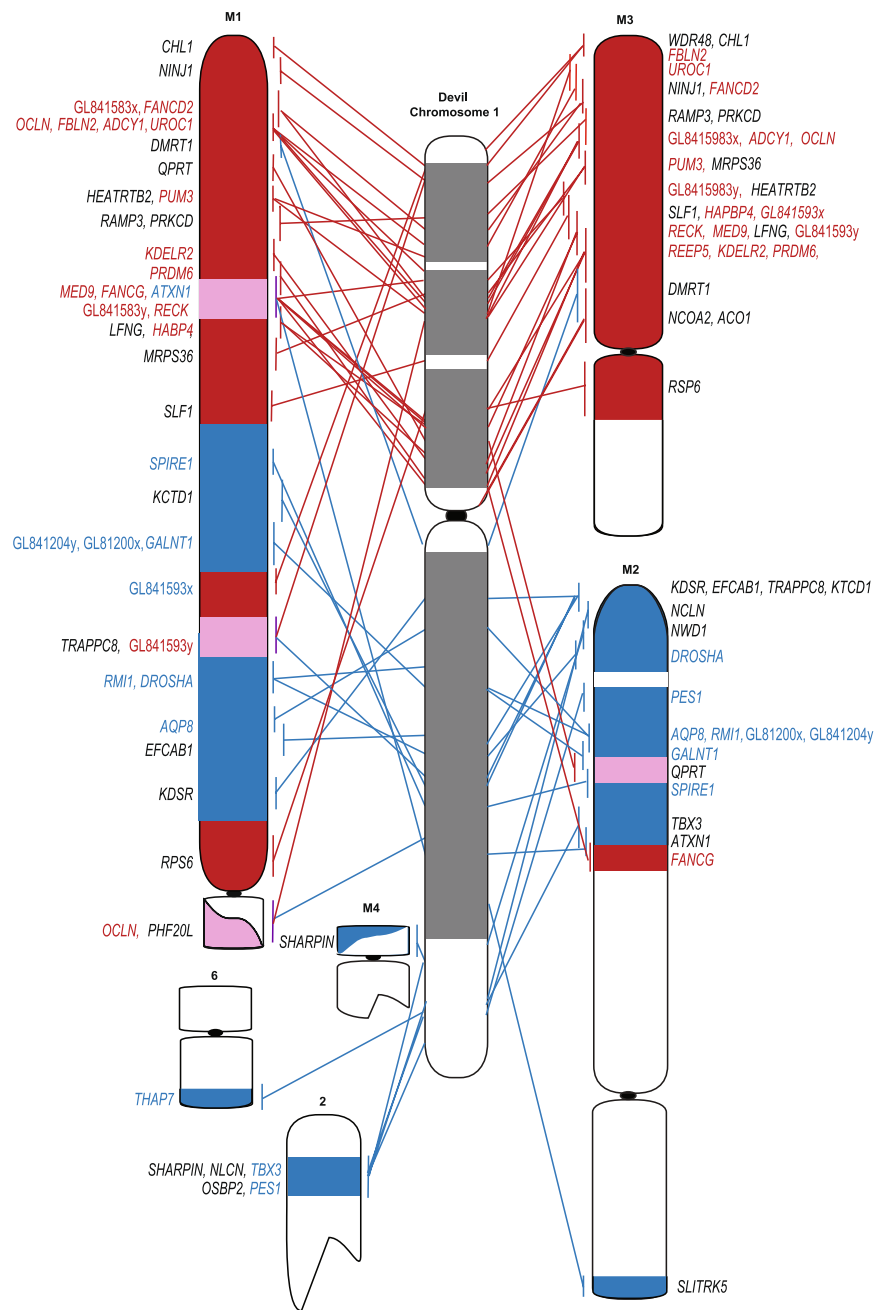 M1
CHL1
NINJ1
GL841583x, FANCD2
OCLN, FBLN2, ADCY1, UROC1
DMRT1
QPRT
HEATRTB2, PUM3
RAMP3, PRKCD
KDELR2
PRDM6
MED9, FANCG, ATXN1
GL841583y, RECK
LFNG, HABP4
MRPS36
SLF1
SPIRE1
KCTD1
GL841204y, GL81200x, GALNT1
GL841593x
TRAPPC8, GL841593y
RMI1, DROSHA
AQP8
EFCAB1
KDSR
RPS6
OCLN, PHF20L
Devil
Chromosome 1
M3
WDR48, CHL1
FBLN2
UROC1
NINJ1, FANCD2
RAMP3, PRKCD
GL8415983x, ADCY1, OCLN
PUM3, MRPS36
GL8415983y, HEATRTB2
SLF1, HAPBP4, GL841593x
RECK, MED9, LFNG, GL841593y
REEP5, KDELR2, PRDM6,
DMRT1
NCOA2, ACO1
RSP6
M2
KDSR, EFCAB1, TRAPPC8, KTCD1
NCLN
NWD1
DROSHA
PES1
AQP8, RMI1, GL81200x, GL841204y
GALNT1
QPRT
SPIRE1
TBX3
ATXN1
FANCG
SLITRK5
M4
SHARPIN
6
THAP7
2
SHARPIN, NLCN, TBX3
OSBP2, PES1